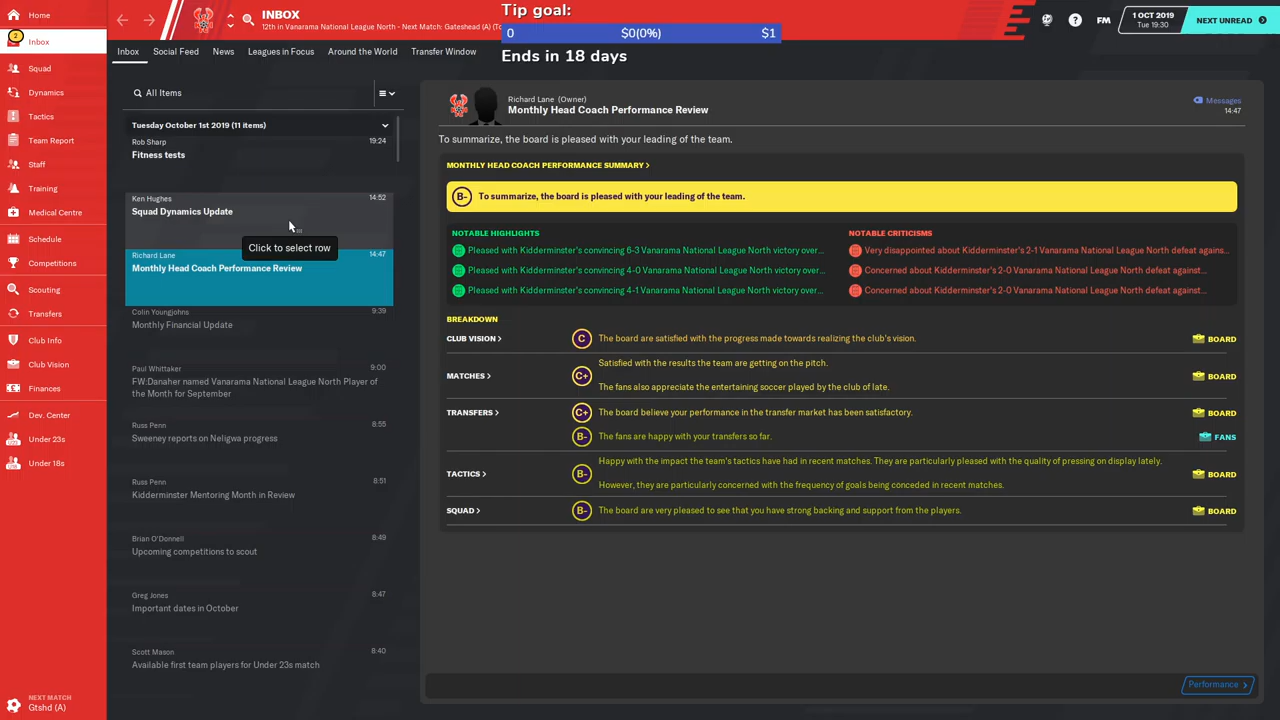 Home
2
Inbox
Squad
Dynamics
Tactics
Team Report
Staff
Training
Medical Centre
Schedule
Competitions
Scouting
Transfers
Club Info
Club Vision
Finances
Dev. Center
Under 23s
Under 18s
NEXT MATCH
Gtshd (A)
INBOX
12th in Vanarama National League North - Next Match: Gateshead (A) (To
Tip goal:
0 $0(0%) $1
Ends in 18 days
FM
1 OCT 2019
Tue 19:30
NEXT UNREAD
Inbox Social Feed News Leagues in Focus Around the World Transfer Window
All Items
Tuesday October 1st 2019 (11 items)
Rob Sharp 19:24
Fitness tests
Ken Hughes 14:52
Squad Dynamics Update
Click to select row
Richard Lane 14:47
Monthly Head Coach Performance Review
Colin Youngjohns 9:39
Monthly Financial Update
Paul Whittaker 9:00
FW:Danaher named Vanarama National League North Player of
the Month for September
Russ Penn 8:55
Sweeney reports on Neligwa progress
Russ Penn 8:51
Kidderminster Mentoring Month in Review
Brian O'Donnell 8:49
Upcoming competitions to scout
Greg Jones 8:47
Important dates in October
Scott Mason 8:40
Available first team players for Under 23s match
Richard Lane (Owner)
Monthly Head Coach Performance Review
Messages
14:47
To summarize, the board is pleased with your leading of the team.
MONTHLY HEAD COACH PERFORMANCE SUMMARY
B- To summarize, the board is pleased with your leading of the team.
NOTABLE HIGHLIGHTS
Pleased with Kidderminster's convincing 6-3 Vanarama National League North victory over...
Pleased with Kidderminster's convincing 4-0 Vanarama National League North victory over...
Pleased with Kidderminster's convincing 4-1 Vanarama National League North victory over...
NOTABLE CRITICISMS
Very disappointed about Kidderminster's 2-1 Vanarama National League North defeat agains...
Concerned about Kidderminster's 2-0 Vanarama National League North defeat against...
Concerned about Kidderminster's 2-0 Vanarama National League North defeat against...
BREAKDOWN
CLUB VISION C The board are satisfied with the progress made towards realizing the club's vision. BOARD
Satisfied with the results the team are getting on the pitch.
MATCHES C+ BOARD
The fans also appreciate the entertaining soccer played by the club of late.
TRANSFERS C+ The board believe your performance in the transfer market has been satisfactory. BOARD
B- The fans are happy with your transfers so far. FANS
Happy with the impact the team's tactics have had in recent matches. They are particularly pleased with the quality of pressing on display lately.
TACTICS B- BOARD
However, they are particularly concerned with the frequency of goals being conceded in recent matches.
SQUAD B- The board are very pleased to see that you have strong backing and support from the players. BOARD
Performance